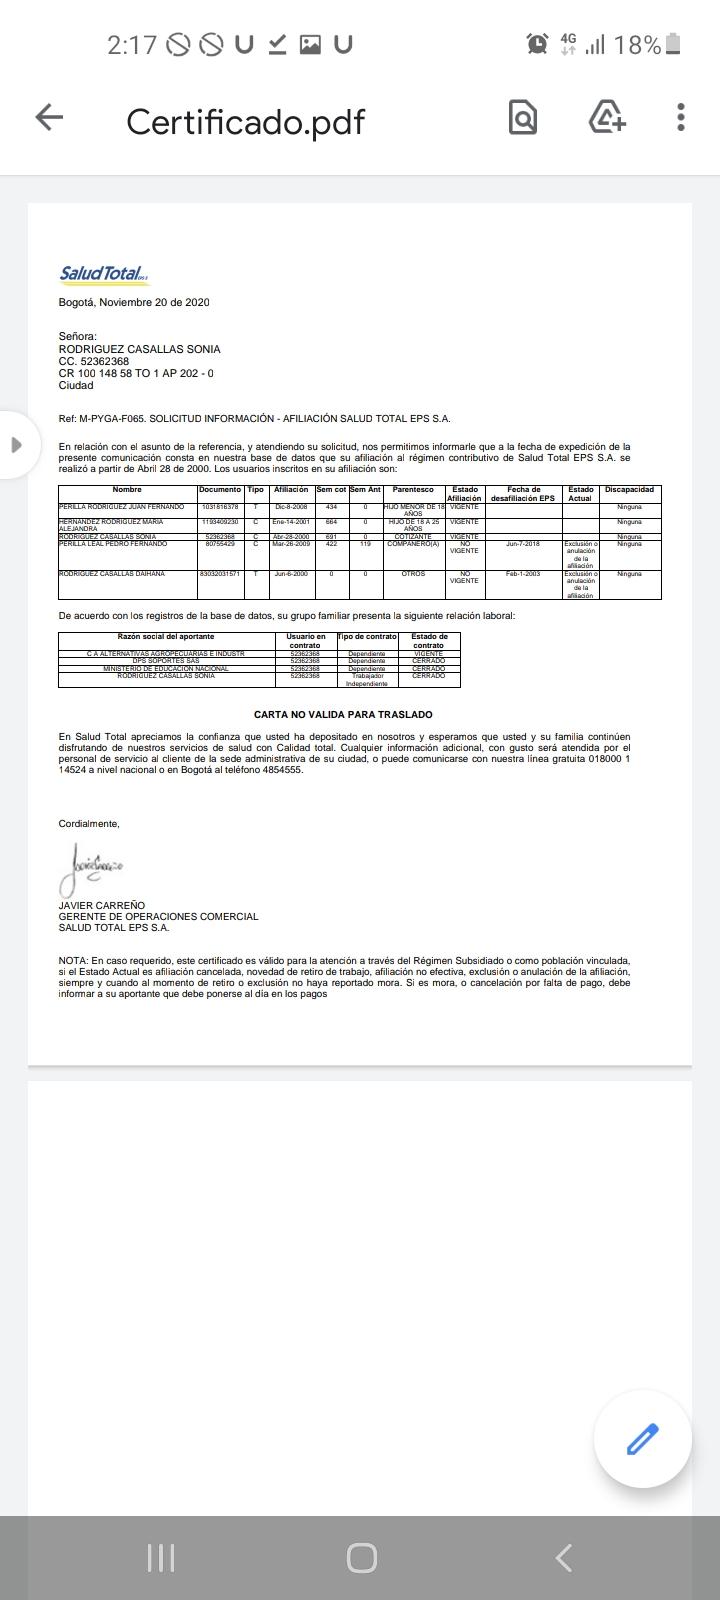 2:17 4G 18%
Certificado.pdf
SaludTotal EPS S
Bogotá, Noviembre 20 de 2020
Señora:
RODRIGUEZ CASALLAS SONIA
CC. 52362368
CR 100 148 58 TO 1 AP 202 - 0
Ciudad
Ref: M-PYGA-F065. SOLICITUD INFORMACIÓN - AFILIACIÓN SALUD TOTAL EPS S.A.
En relación con el asunto de la referencia, y atendiendo su solicitud, nos permitimos informarle que a la fecha de expedición de la
presente comunicación consta en nuestra base de datos que su afiliación al régimen contributivo de Salud Total EPS S.A. se
realizó a partir de Abril 28 de 2000. Los usuarios inscritos en su afiliación son:
Nombre Documento Tipo Afiliación Sem cot Sem Ant Parentesco Estado Afiliación Fecha de desafiliación EPS Estado Actual Discapacidad
PERILLA RODRIGUEZ JUAN FERNANDO 1031816378 T Dic-8-2008 434 0 HIJO MENOR DE 18 AÑOS VIGENTE Ninguna
HERNANDEZ RODRIGUEZ MARIA ALEJANDRA 1193409230 C Ene-14-2001 664 0 HIJO DE 18 A 25 AÑOS VIGENTE Ninguna
RODRIGUEZ CASALLAS SONIA 52362368 C Abr-28-2000 691 0 COTIZANTE VIGENTE Ninguna
PERILLA LEAL PEDRO FERNANDO 80755429 C Mar-26-2009 422 119 COMPAÑERO(A) NO VIGENTE Jun-7-2018 Exclusión o anulación de la afiliación Ninguna
RODRIGUEZ CASALLAS DAIHANA 83032031571 T Jun-6-2000 0 0 OTROS NO VIGENTE Feb-1-2003 Exclusión o anulación de la afiliación Ninguna
De acuerdo con los registros de la base de datos, su grupo familiar presenta la siguiente relación laboral:
Razón social del aportante Usuario en contrato Tipo de contrato Estado de contrato
C A ALTERNATIVAS AGROPECUARIAS E INDUSTR 52362368 Dependiente VIGENTE
DPS SOPORTES SAS 52362368 Dependiente CERRADO
MINISTERIO DE EDUCACION NACIONAL 52362368 Dependiente CERRADO
RODRIGUEZ CASALLAS SONIA 52362368 Trabajador Independiente CERRADO
CARTA NO VALIDA PARA TRASLADO
En Salud Total apreciamos la confianza que usted ha depositado en nosotros y esperamos que usted y su familia continúen
disfrutando de nuestros servicios de salud con Calidad total. Cualquier información adicional, con gusto será atendida por el
personal de servicio al cliente de la sede administrativa de su ciudad, o puede comunicarse con nuestra línea gratuita 018000 1
14524 a nivel nacional o en Bogotá al teléfono 4854555.
Cordialmente,
JAVIER CARREÑO
GERENTE DE OPERACIONES COMERCIAL
SALUD TOTAL EPS S.A.
NOTA: En caso requerido, este certificado es válido para la atención a través del Régimen Subsidiado o como población vinculada,
si el Estado Actual es afiliación cancelada, novedad de retiro de trabajo, afiliación no efectiva, exclusión o anulación de la afiliación,
siempre y cuando al momento de retiro o exclusión no haya reportado mora. Si es mora, o cancelación por falta de pago, debe
informar a su aportante que debe ponerse al día en los pagos